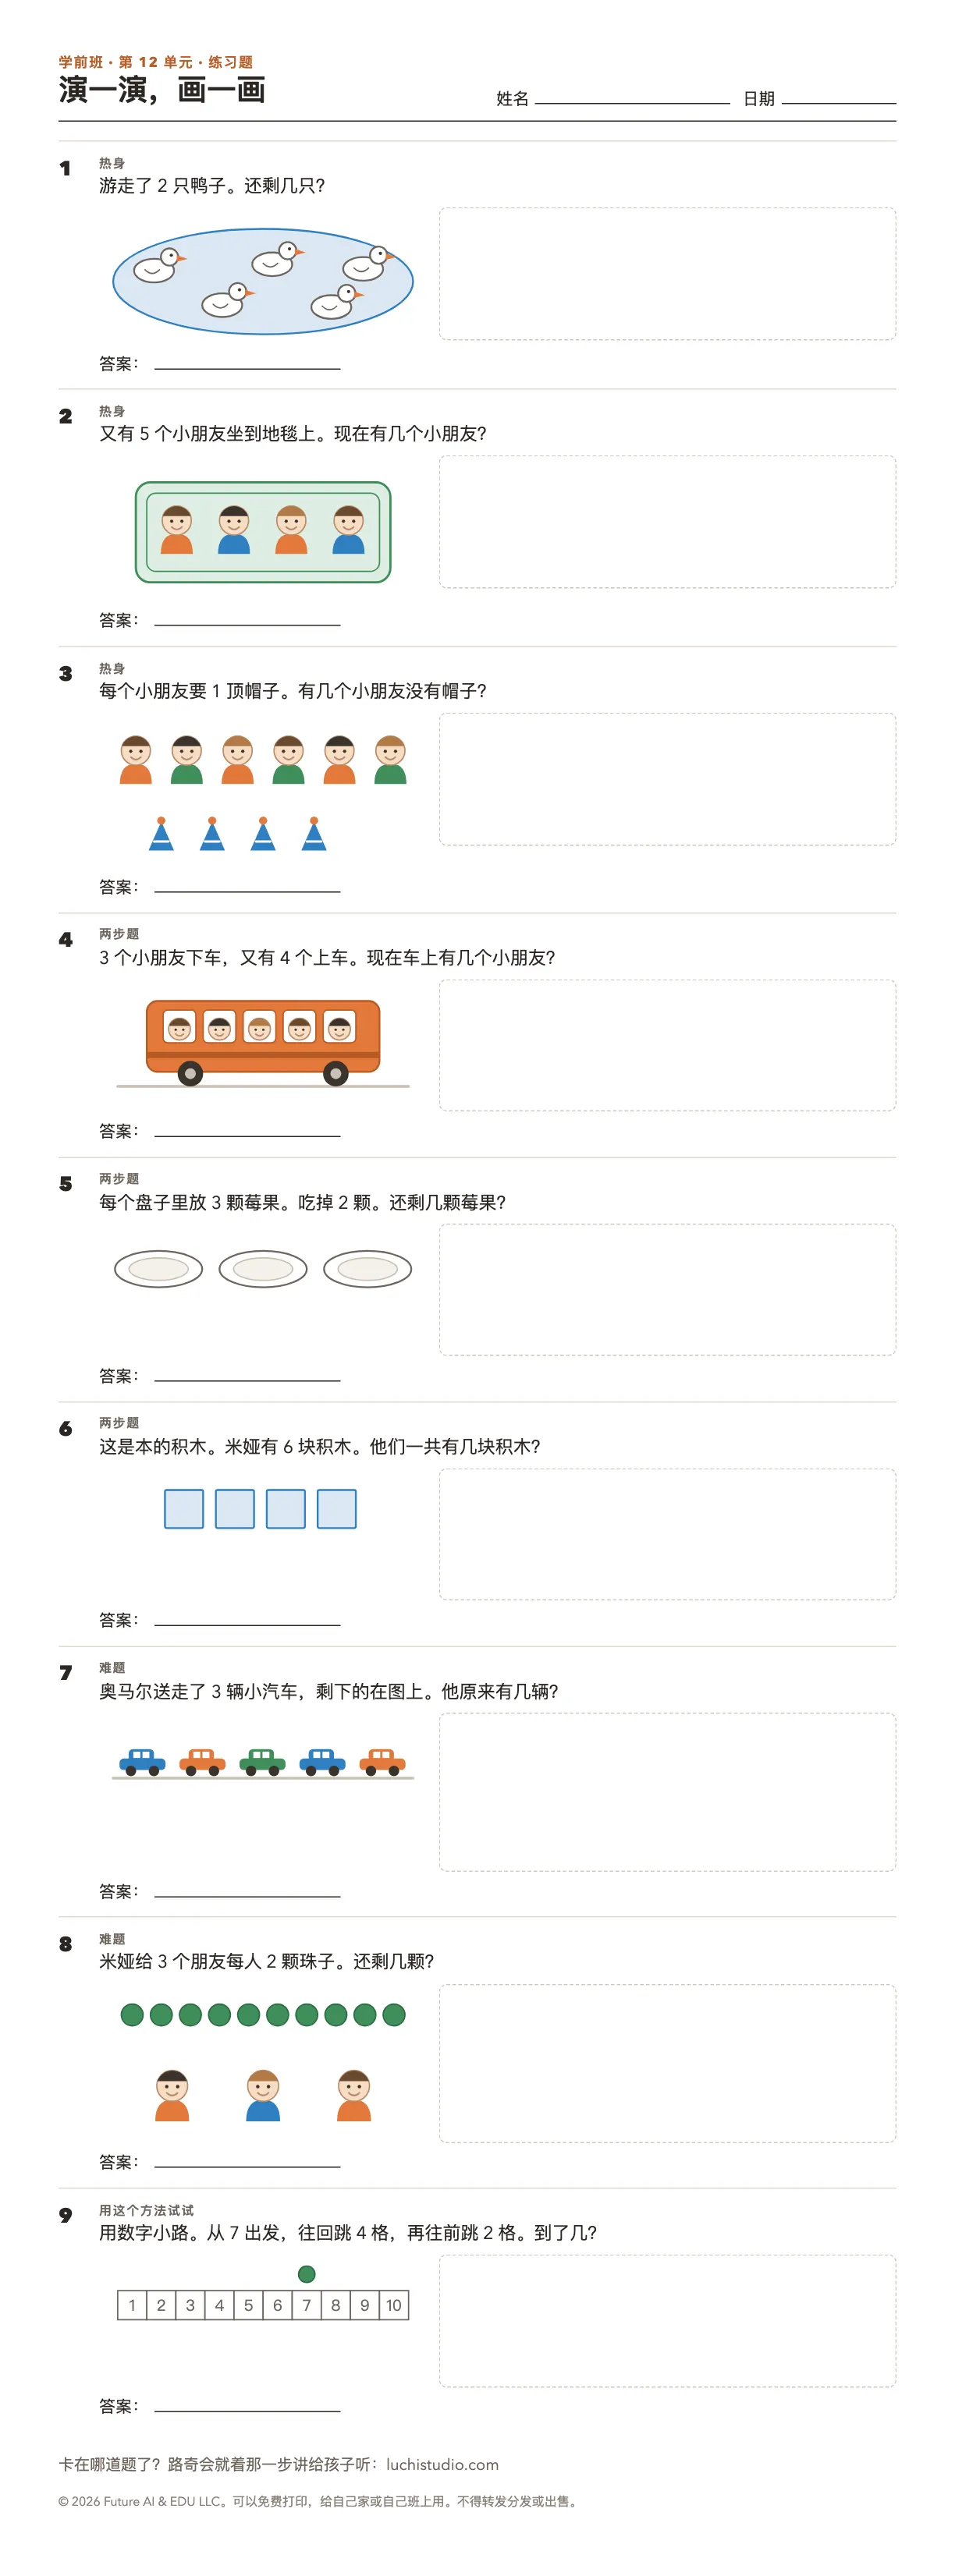 学前班 · 第 12 单元 · 练习题
演一演，画一画
姓名 日期
1
热身
游走了 2 只鸭子。还剩几只？
答案：
2
热身
又有 5 个小朋友坐到地毯上。现在有几个小朋友？
答案：
3
热身
每个小朋友要 1 顶帽子。有几个小朋友没有帽子？
答案：
4
两步题
3 个小朋友下车，又有 4 个上车。现在车上有几个小朋友？
答案：
5
两步题
每个盘子里放 3 颗莓果。吃掉 2 颗。还剩几颗莓果？
答案：
6
两步题
这是本的积木。米娅有 6 块积木。他们一共有几块积木？
答案：
7
难题
奥马尔送走了 3 辆小汽车，剩下的在图上。他原来有几辆？
答案：
8
难题
米娅给 3 个朋友每人 2 颗珠子。还剩几颗？
答案：
9
用这个方法试试
用数字小路。从 7 出发，往回跳 4 格，再往前跳 2 格。到了几？
1 2 3 4 5 6 7 8 9 10
答案：
卡在哪道题了？路奇会就着那一步讲给孩子听：luchistudio.com
© 2026 Future AI & EDU LLC。可以免费打印，给自己家或自己班上用。不得转发分发或出售。